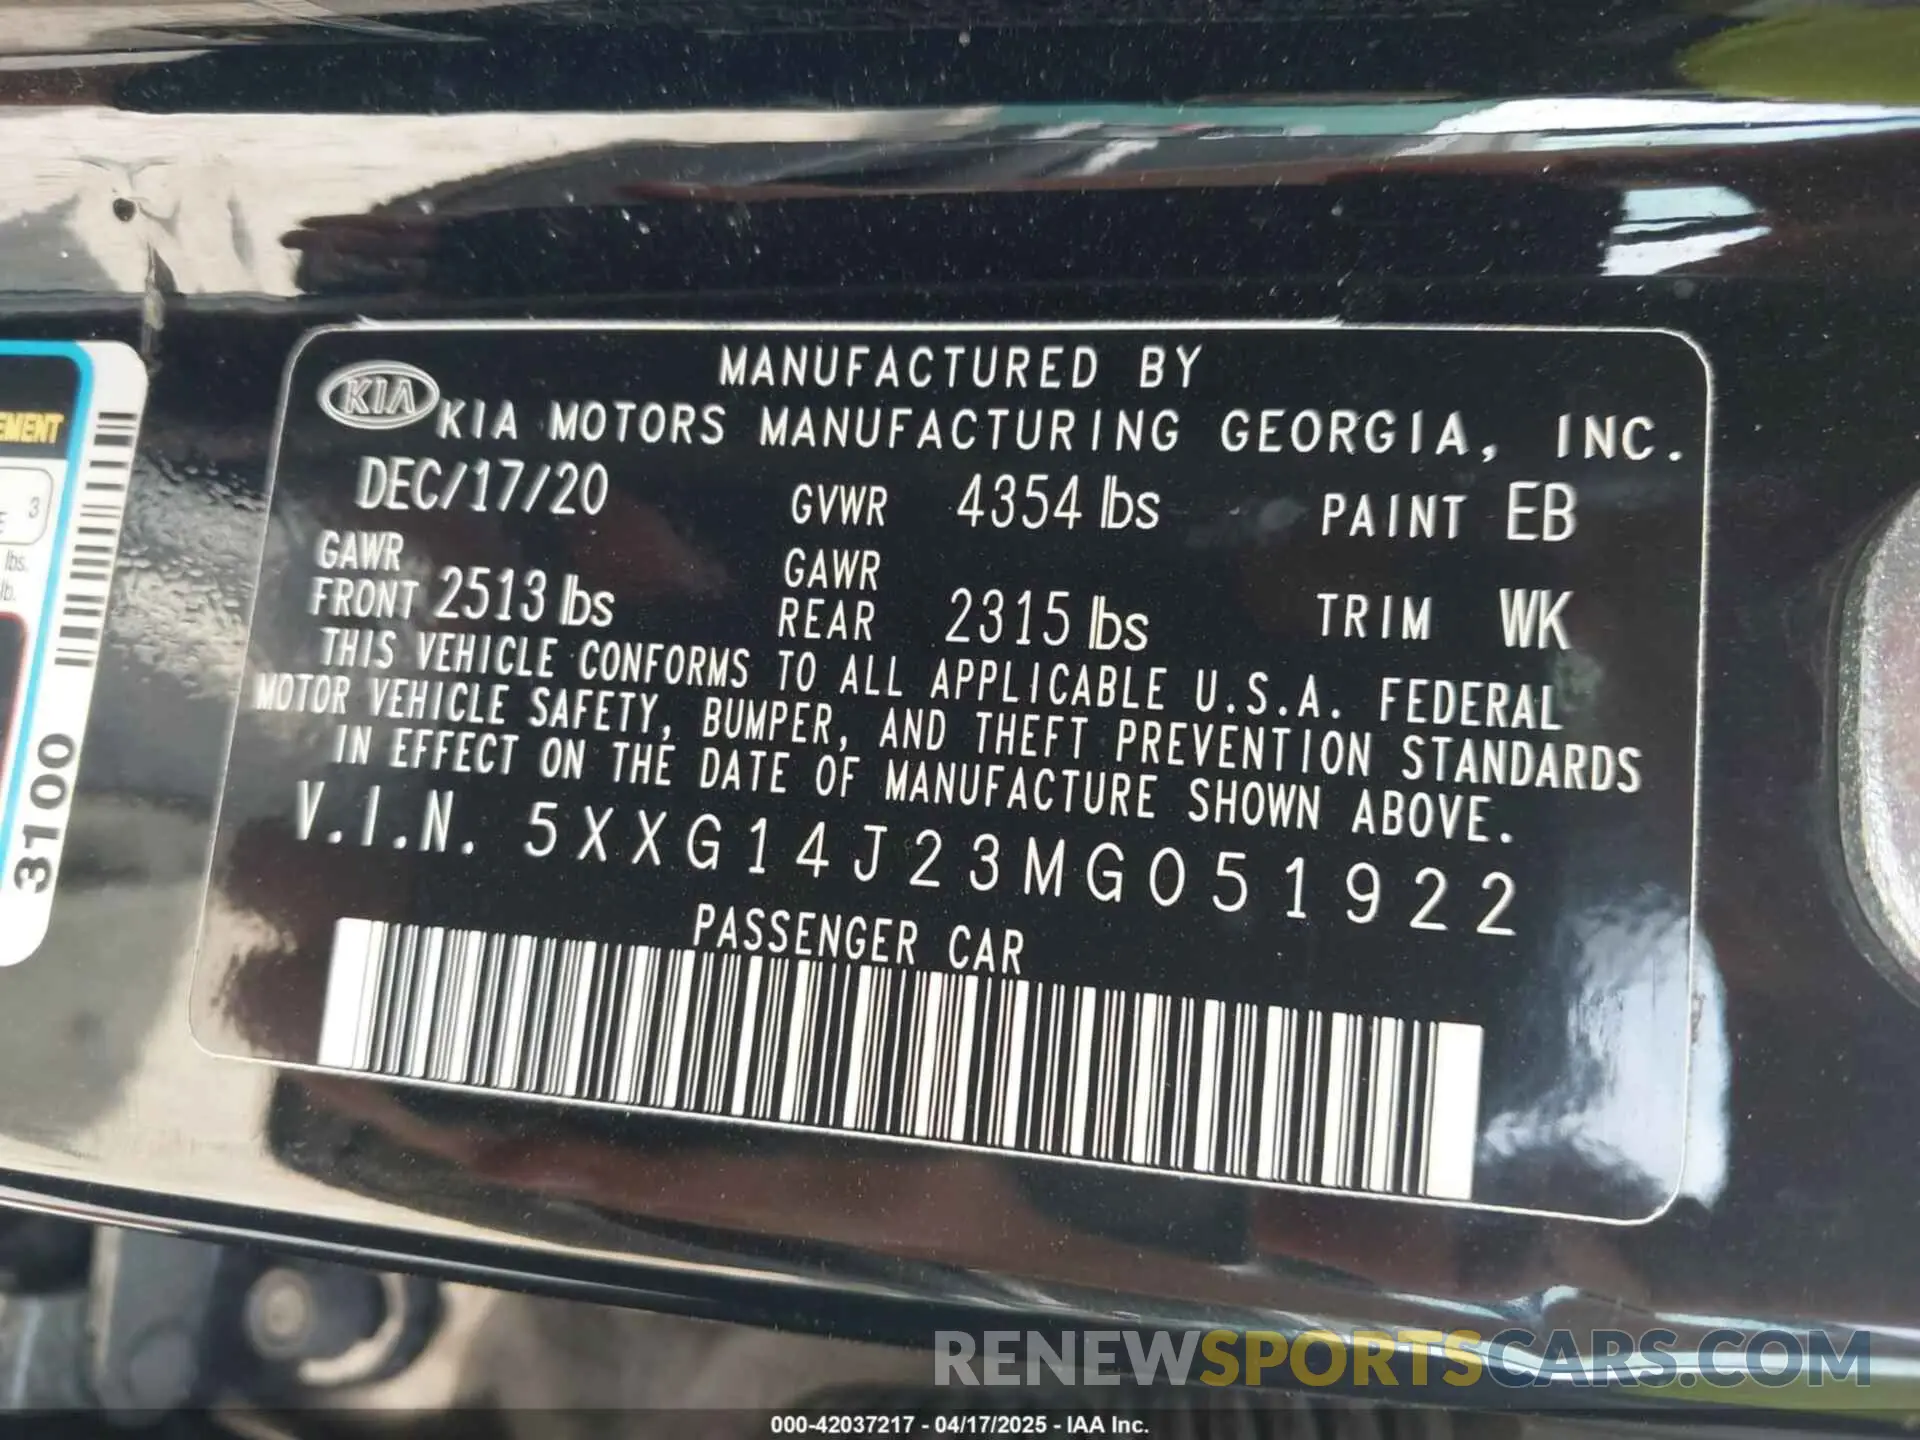 MANUFACTURED BY
KIA KIA MOTORS MANUFACTURING GEORGIA, INC.
DEC/17/20 GVWR 4354 lbs PAINT EB
GAWR FRONT 2513 lbs GAWR REAR 2315 lbs TRIM WK
THIS VEHICLE CONFORMS TO ALL APPLICABLE U.S.A. FEDERAL
MOTOR VEHICLE SAFETY, BUMPER, AND THEFT PREVENTION STANDARDS
IN EFFECT ON THE DATE OF MANUFACTURE SHOWN ABOVE.
V.I.N. 5XXG14J23MG051922
PASSENGER CAR
3
lbs.
lb.
3100
RENEWSPORTSCARS.COM
000-42037217 - 04/17/2025 - IAA Inc.